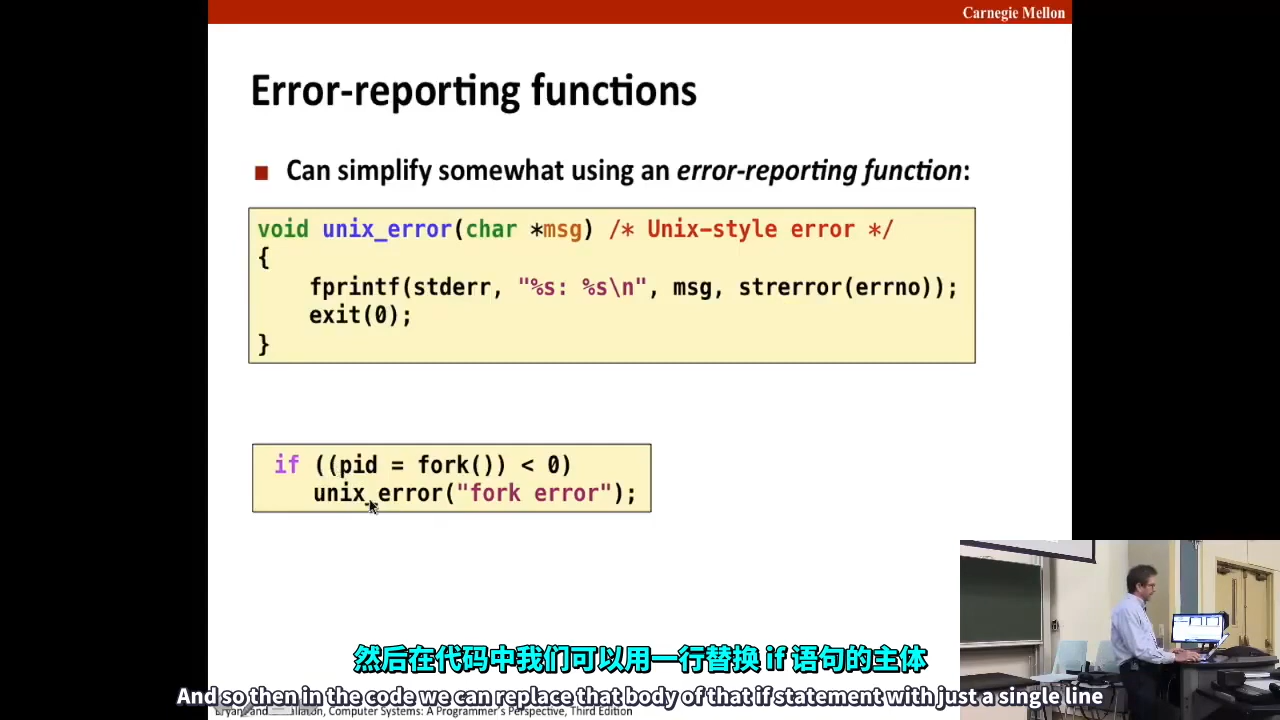 Carnegie Mellon
Error-reporting functions
Can simplify somewhat using an error-reporting function:
void unix_error(char *msg) /* Unix-style error */
{
fprintf(stderr, "%s: %s\n", msg, strerror(errno));
exit(0);
}
if ((pid = fork()) < 0)
unix_error("fork error");
然后在代码中我们可以用一行替换 if 语句的主体
And so then in the code we can replace that body of that if statement with just a single line
Computer Systems: A Programmer's Perspective, Third Edition